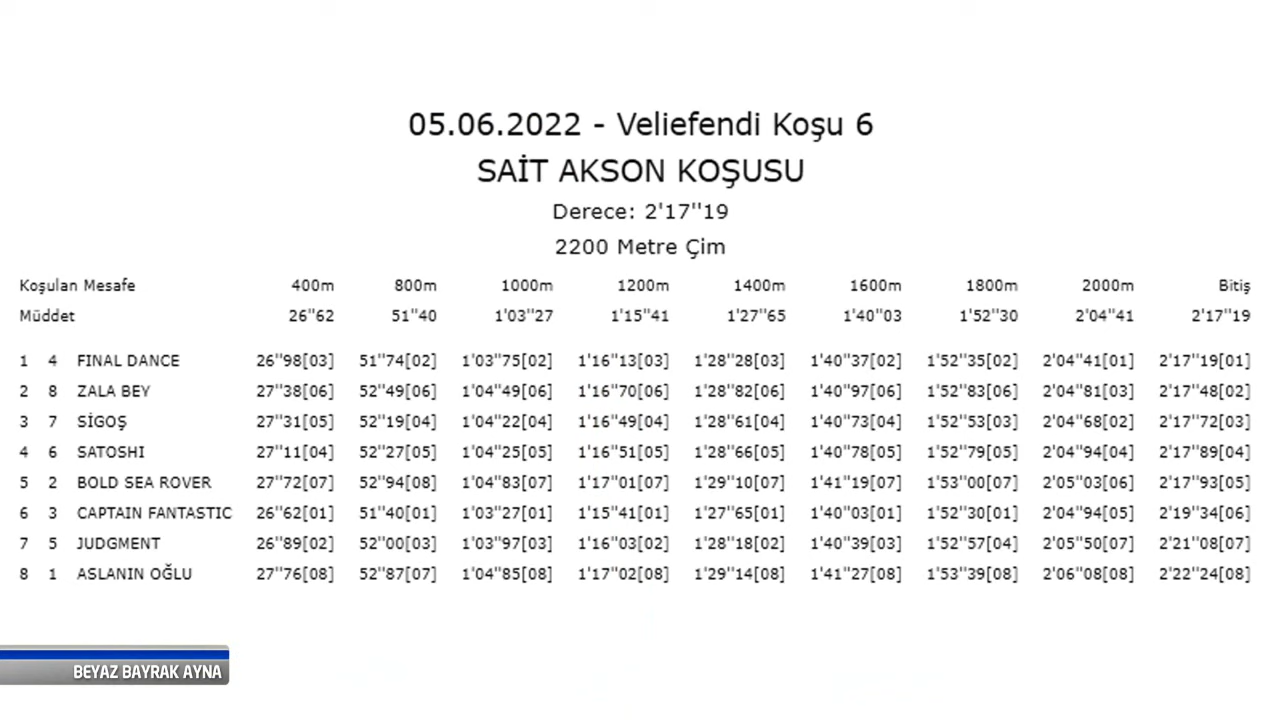 05.06.2022 - Veliefendi Koşu 6
SAİT AKSON KOŞUSU
Derece: 2'17''19
2200 Metre Çim
Koşulan Mesafe 400m 800m 1000m 1200m 1400m 1600m 1800m 2000m Bitiş
Müddet 26''62 51''40 1'03''27 1'15''41 1'27''65 1'40''03 1'52''30 2'04''41 2'17''19
1 4 FINAL DANCE 26''98[03] 51''74[02] 1'03''75[02] 1'16''13[03] 1'28''28[03] 1'40''37[02] 1'52''35[02] 2'04''41[01] 2'17''19[01]
2 8 ZALA BEY 27''38[06] 52''49[06] 1'04''49[06] 1'16''70[06] 1'28''82[06] 1'40''97[06] 1'52''83[06] 2'04''81[03] 2'17''48[02]
3 7 SİGOŞ 27''31[05] 52''19[04] 1'04''22[04] 1'16''49[04] 1'28''61[04] 1'40''73[04] 1'52''53[03] 2'04''68[02] 2'17''72[03]
4 6 SATOSHI 27''11[04] 52''27[05] 1'04''25[05] 1'16''51[05] 1'28''66[05] 1'40''78[05] 1'52''79[05] 2'04''94[04] 2'17''89[04]
5 2 BOLD SEA ROVER 27''72[07] 52''94[08] 1'04''83[07] 1'17''01[07] 1'29''10[07] 1'41''19[07] 1'53''00[07] 2'05''03[06] 2'17''93[05]
6 3 CAPTAIN FANTASTIC 26''62[01] 51''40[01] 1'03''27[01] 1'15''41[01] 1'27''65[01] 1'40''03[01] 1'52''30[01] 2'04''94[05] 2'19''34[06]
7 5 JUDGMENT 26''89[02] 52''00[03] 1'03''97[03] 1'16''03[02] 1'28''18[02] 1'40''39[03] 1'52''57[04] 2'05''50[07] 2'21''08[07]
8 1 ASLANIN OĞLU 27''76[08] 52''87[07] 1'04''85[08] 1'17''02[08] 1'29''14[08] 1'41''27[08] 1'53''39[08] 2'06''08[08] 2'22''24[08]
BEYAZ BAYRAK AYNA